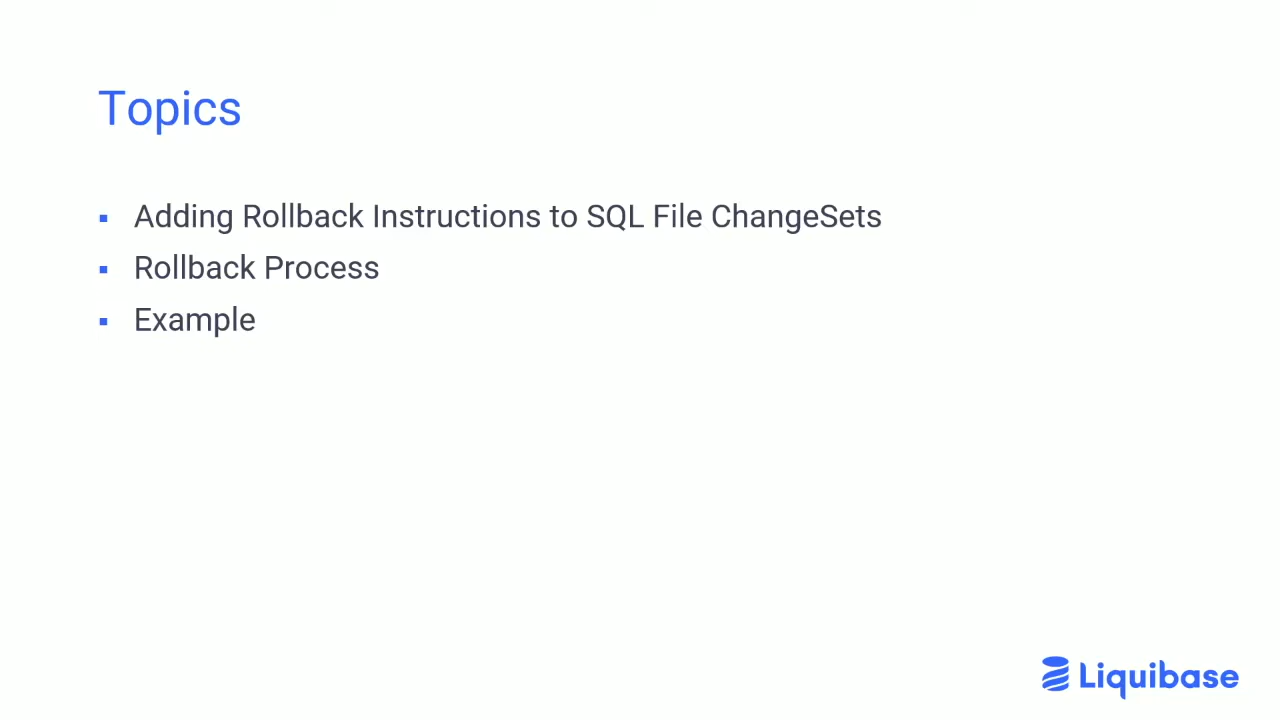 Topics
Adding Rollback Instructions to SQL File ChangeSets
Rollback Process
Example
Liquibase